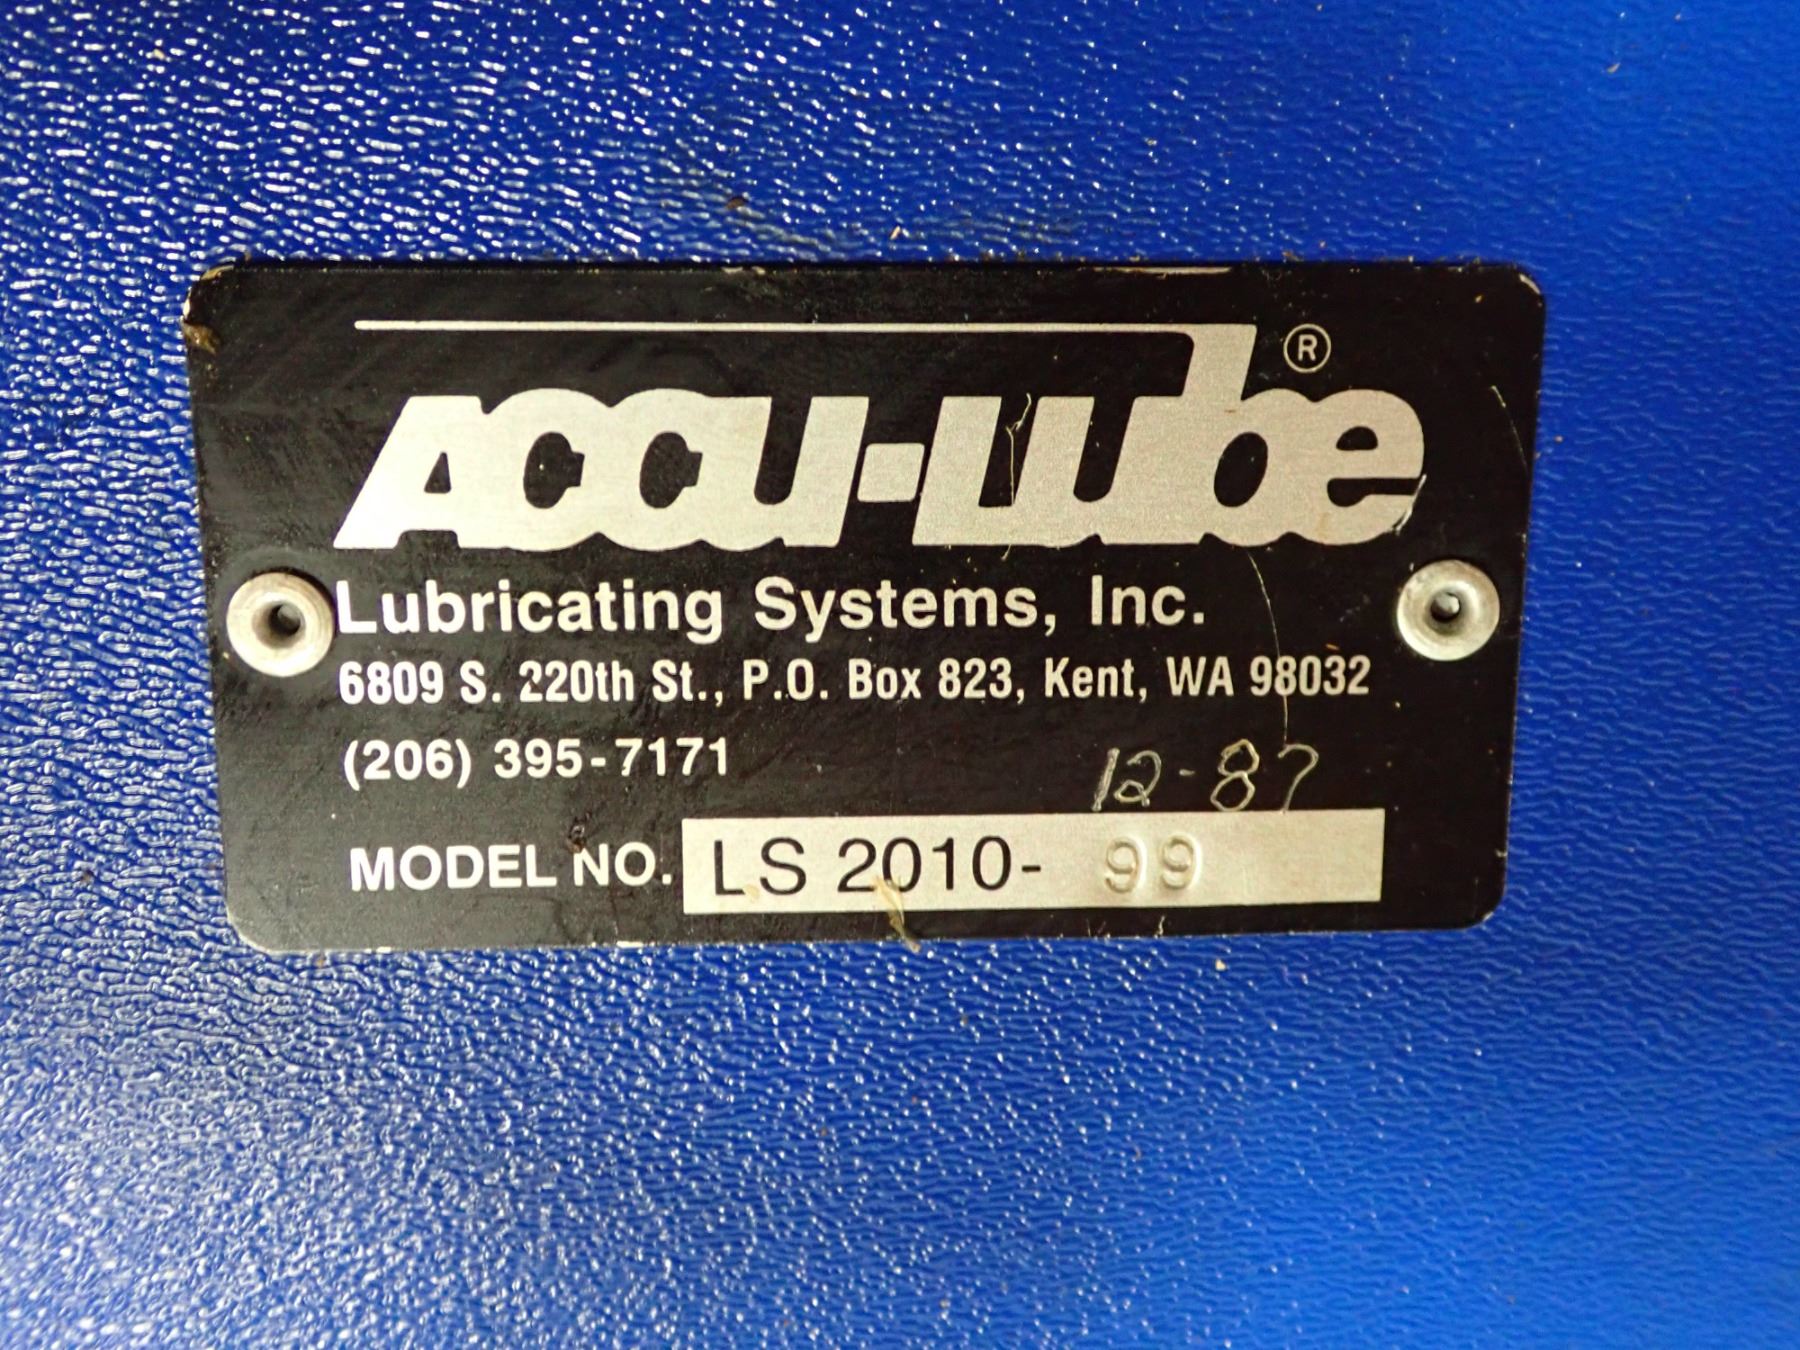 Accu-Lube®
Lubricating Systems, Inc.
6809 S. 220th St., P.O. Box 823, Kent, WA 98032
(206) 395-7171
12-87
MODEL NO. LS 2010- 99